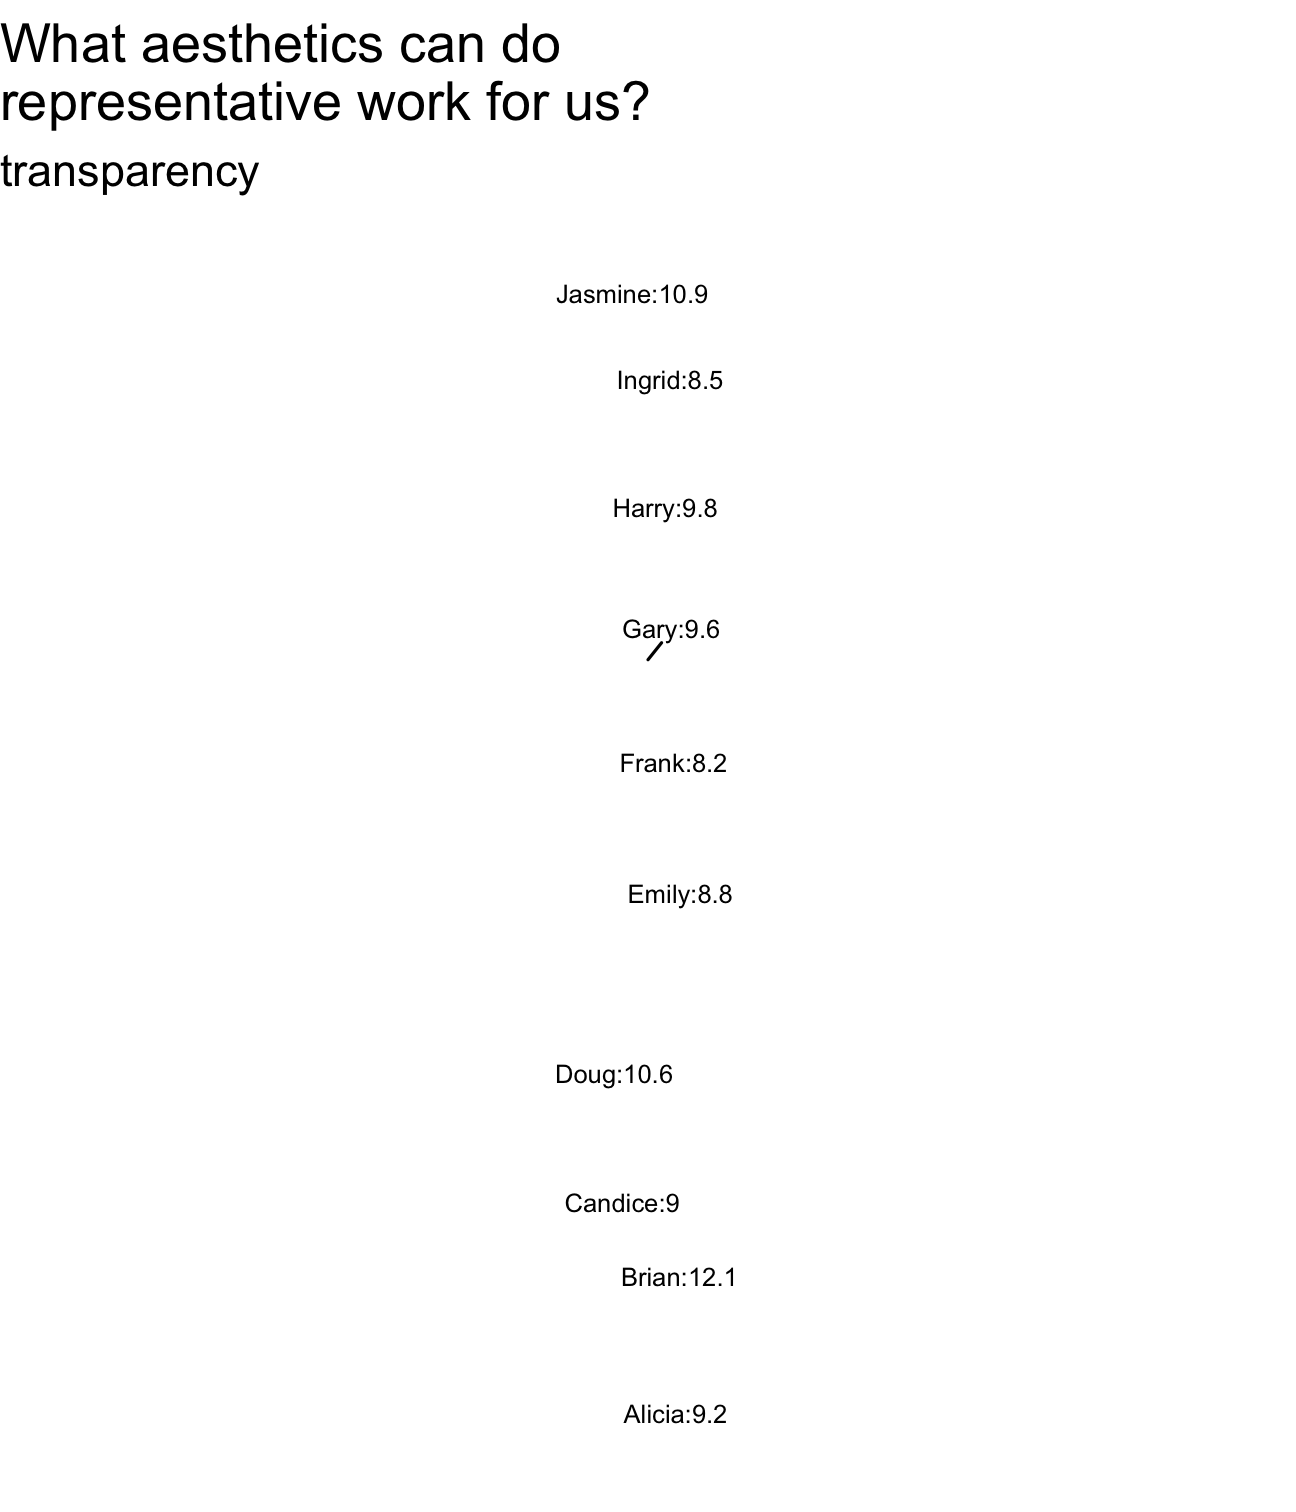 What aesthetics can do
representative work for us?
transparency
Jasmine:10.9
Ingrid:8.5
Harry:9.8
Gary:9.6
Frank:8.2
Emily:8.8
Doug:10.6
Candice:9
Brian:12.1
Alicia:9.2